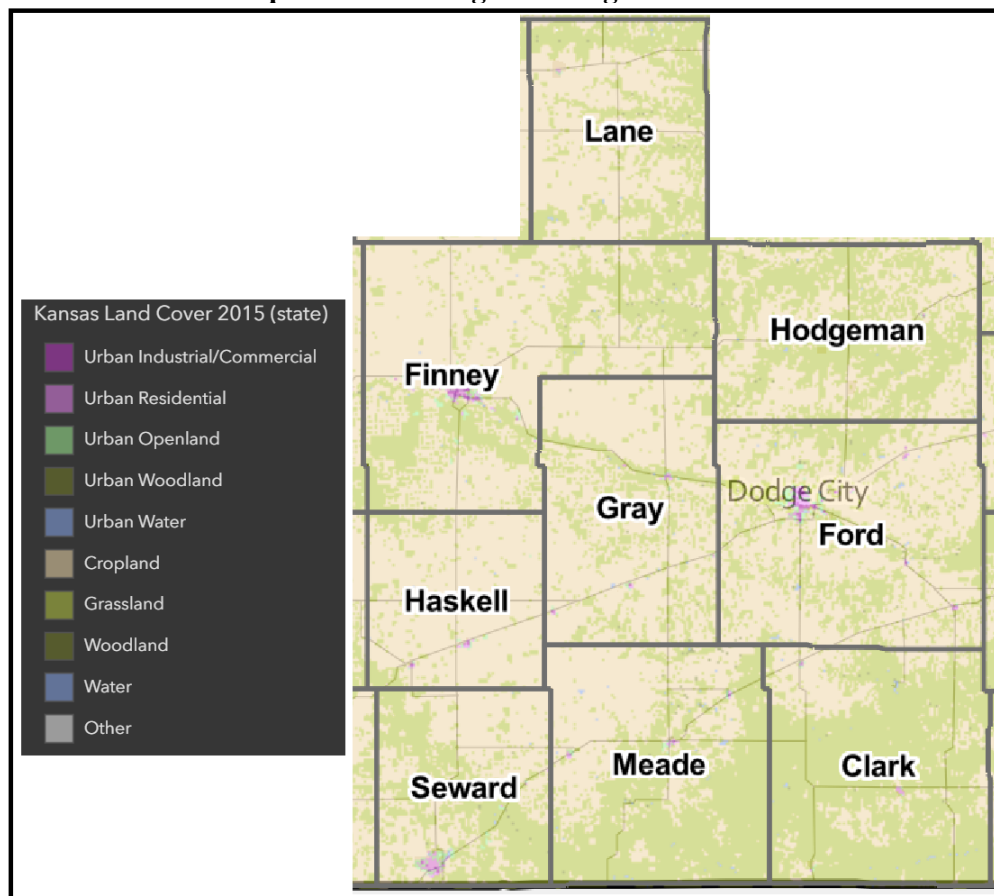 Lane
Hodgeman
Finney
Dodge City
Gray
Ford
Haskell
Meade
Clark
Seward
Kansas Land Cover 2015 (state)
Urban Industrial/Commercial
Urban Residential
Urban Openland
Urban Woodland
Urban Water
Cropland
Grassland
Woodland
Water
Other